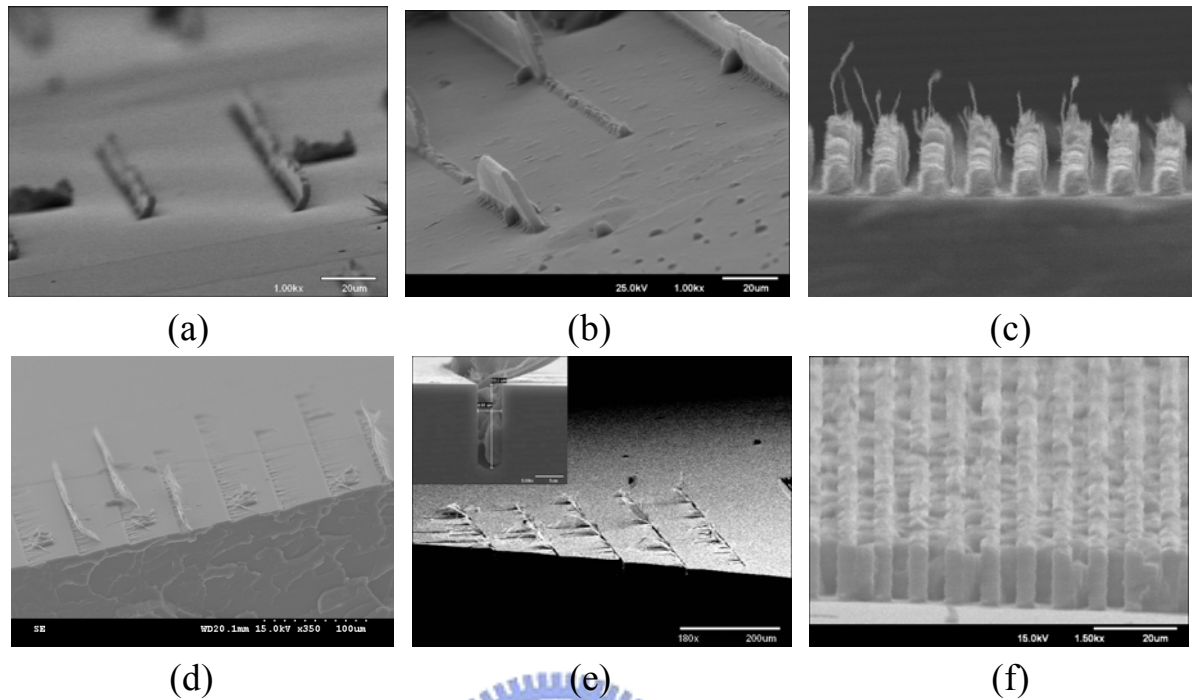 1.00kx 20um
25.0kV 1.00kx 20um
(a)
(b)
(c)
SE WD20.1mm 15.0kV x350 100um
180x 200um
15.0kV 1.50kx 20um
(d)
(e)
(f)